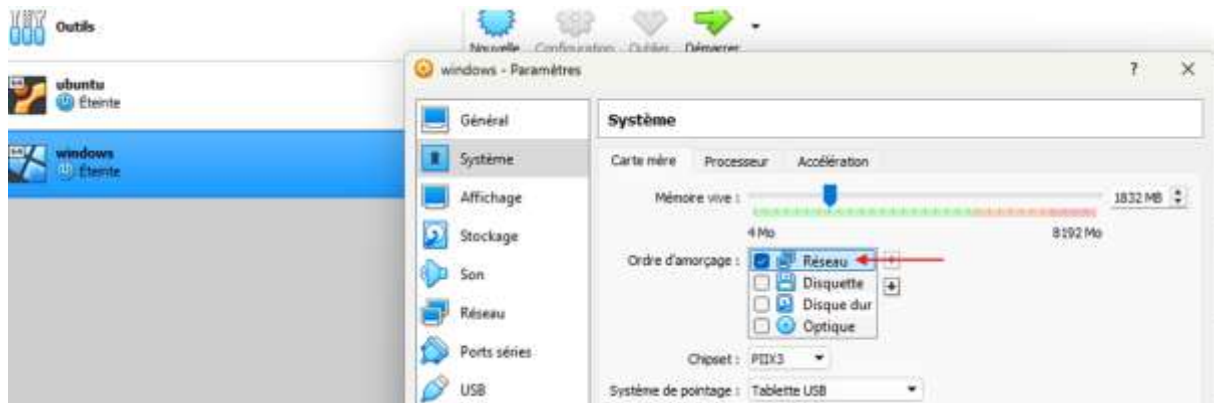 Outils
Nouvelle Configuration Oublier Démarrer
ubuntu
Éteinte
windows
Éteinte
windows - Paramètres ? ×
Général
Système
Affichage
Stockage
Son
Réseau
Ports séries
USB
Système
Carte mère Processeur Accélération
Mémoire vive : 1832 MB
4 Mo 8192 Mo
Ordre d'amorçage : Réseau
Disquette
Disque dur
Optique
Chipset : PIIX3
Système de pointage : Tablette USB